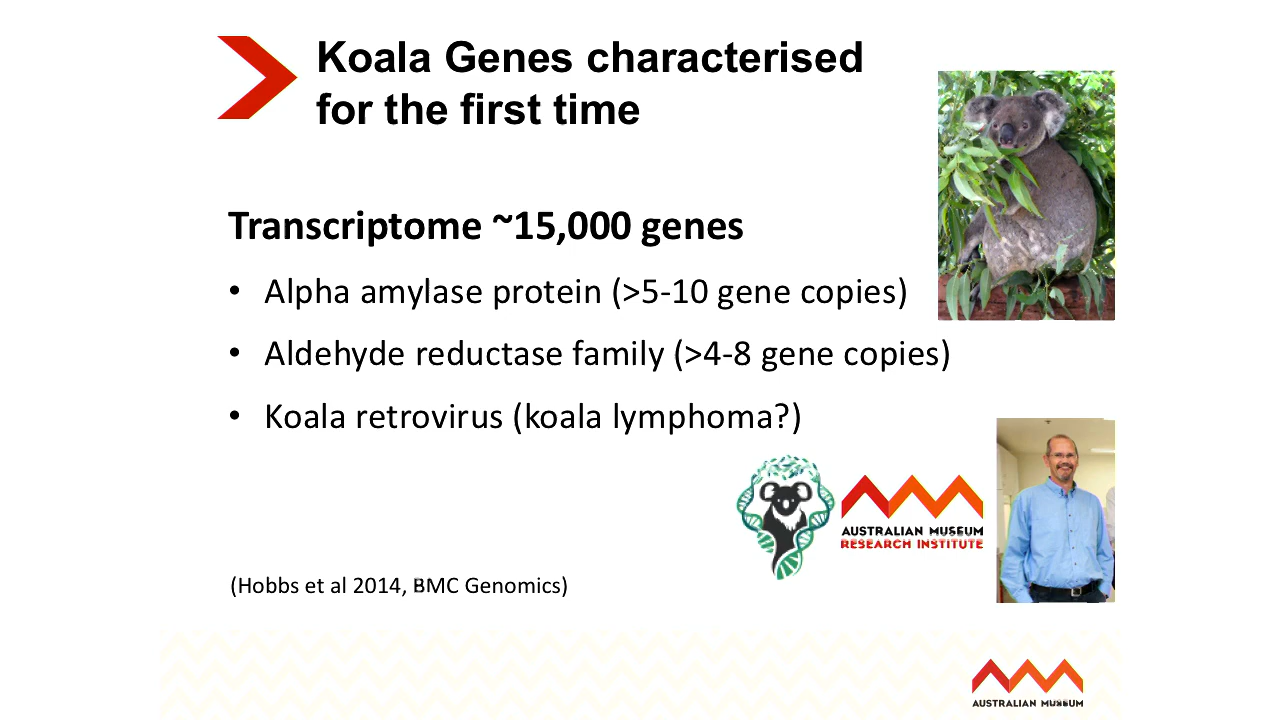 Koala Genes characterised
for the first time
Transcriptome ~15,000 genes
• Alpha amylase protein (>5-10 gene copies)
• Aldehyde reductase family (>4-8 gene copies)
• Koala retrovirus (koala lymphoma?)
AUSTRALIAN MUSEUM
RESEARCH INSTITUTE
(Hobbs et al 2014, BMC Genomics)
AUSTRALIAN MUSEUM